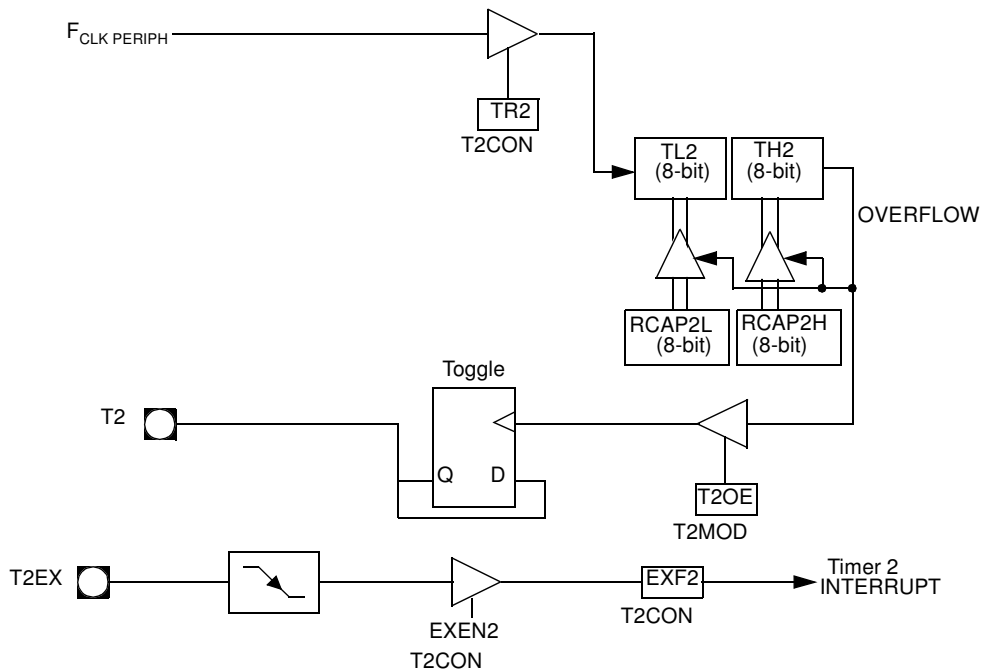 FCLK PERIPH
TR2
T2CON
TL2
(8-bit)
TH2
(8-bit)
OVERFLOW
RCAP2L
(8-bit)
RCAP2H
(8-bit)
Toggle
T2
Q
D
T2OE
T2MOD
T2EX
EXEN2
T2CON
EXF2
T2CON
Timer 2
INTERRUPT